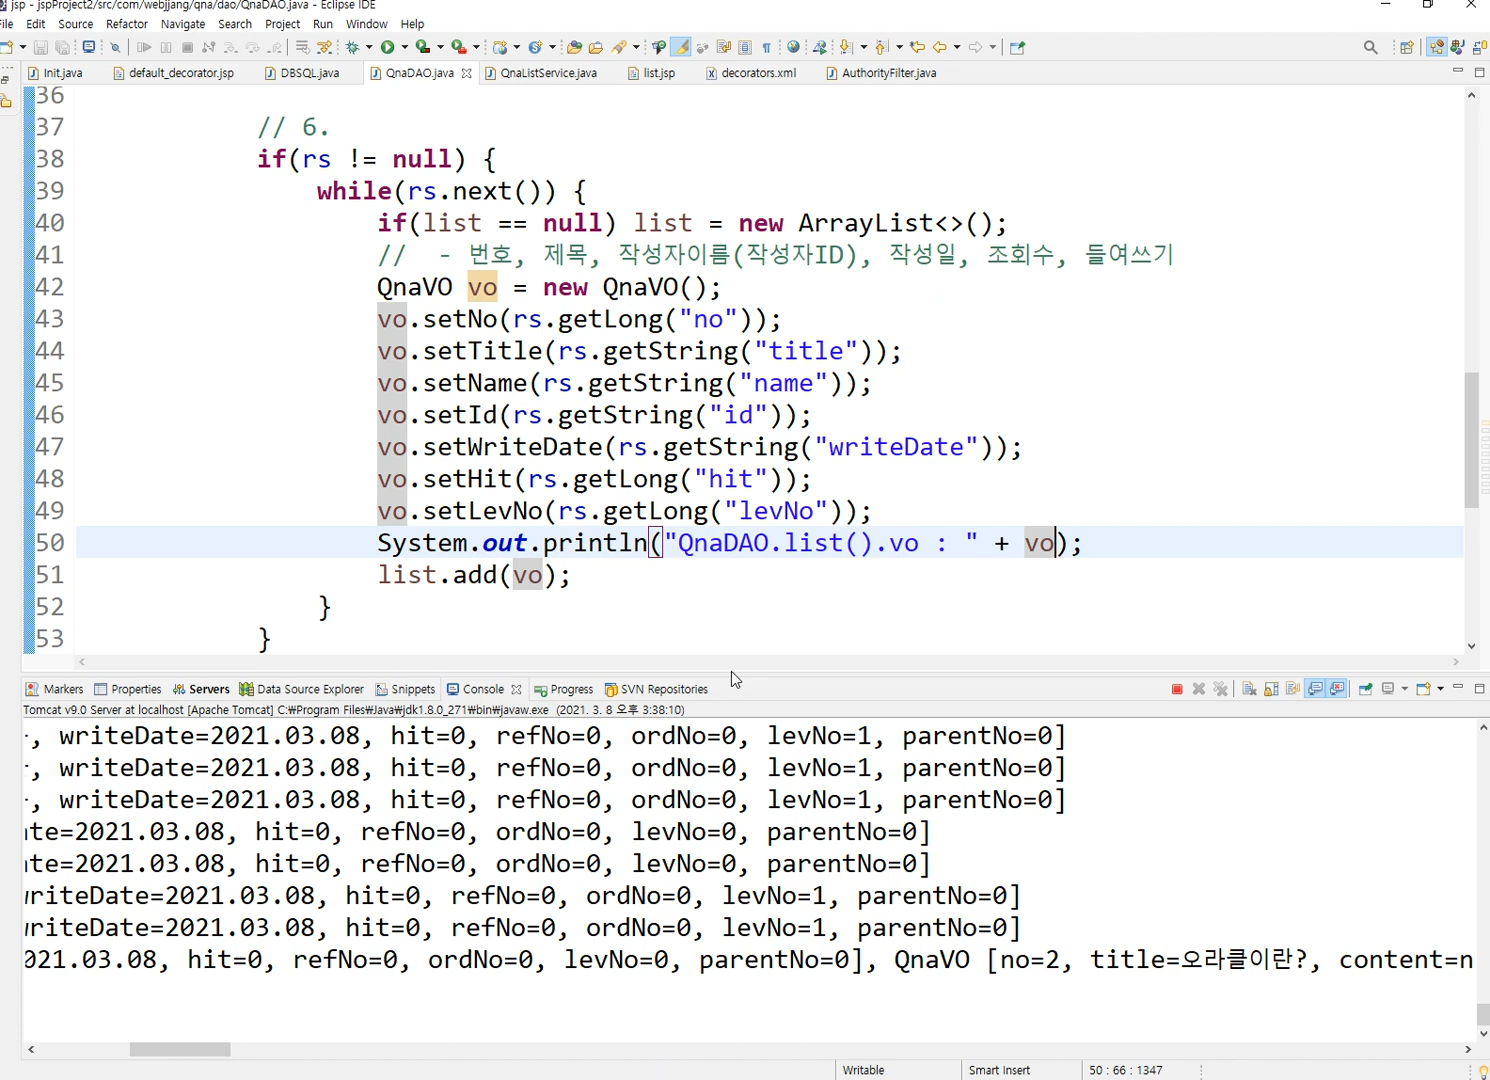 jsp - jspProject2/src/com/webjjang/qna/dao/QnaDAO.java - Eclipse IDE
File Edit Source Refactor Navigate Search Project Run Window Help
Init.java default_decorator.jsp DBSQL.java QnaDAO.java QnaListService.java list.jsp decorators.xml AuthorityFilter.java
36
37 // 6.
38 if(rs != null) {
39 while(rs.next()) {
40 if(list == null) list = new ArrayList<>();
41 // - 번호, 제목, 작성자이름(작성자ID), 작성일, 조회수, 들여쓰기
42 QnaVO vo = new QnaVO();
43 vo.setNo(rs.getLong("no"));
44 vo.setTitle(rs.getString("title"));
45 vo.setName(rs.getString("name"));
46 vo.setId(rs.getString("id"));
47 vo.setWriteDate(rs.getString("writeDate"));
48 vo.setHit(rs.getLong("hit"));
49 vo.setLevNo(rs.getLong("levNo"));
50 System.out.println("QnaDAO.list().vo : " + vo);
51 list.add(vo);
52 }
53 }
Markers Properties Servers Data Source Explorer Snippets Console Progress SVN Repositories
Tomcat v9.0 Server at localhost [Apache Tomcat] C:₩Program Files₩Java₩jdk1.8.0_271₩bin₩javaw.exe (2021. 3. 8 오후 3:38:10)
, writeDate=2021.03.08, hit=0, refNo=0, ordNo=0, levNo=1, parentNo=0]
, writeDate=2021.03.08, hit=0, refNo=0, ordNo=0, levNo=1, parentNo=0]
, writeDate=2021.03.08, hit=0, refNo=0, ordNo=0, levNo=1, parentNo=0]
te=2021.03.08, hit=0, refNo=0, ordNo=0, levNo=0, parentNo=0]
te=2021.03.08, hit=0, refNo=0, ordNo=0, levNo=0, parentNo=0]
riteDate=2021.03.08, hit=0, refNo=0, ordNo=0, levNo=1, parentNo=0]
riteDate=2021.03.08, hit=0, refNo=0, ordNo=0, levNo=1, parentNo=0]
021.03.08, hit=0, refNo=0, ordNo=0, levNo=0, parentNo=0], QnaVO [no=2, title=오라클이란?, content=n
Writable Smart Insert 50 : 66 : 1347